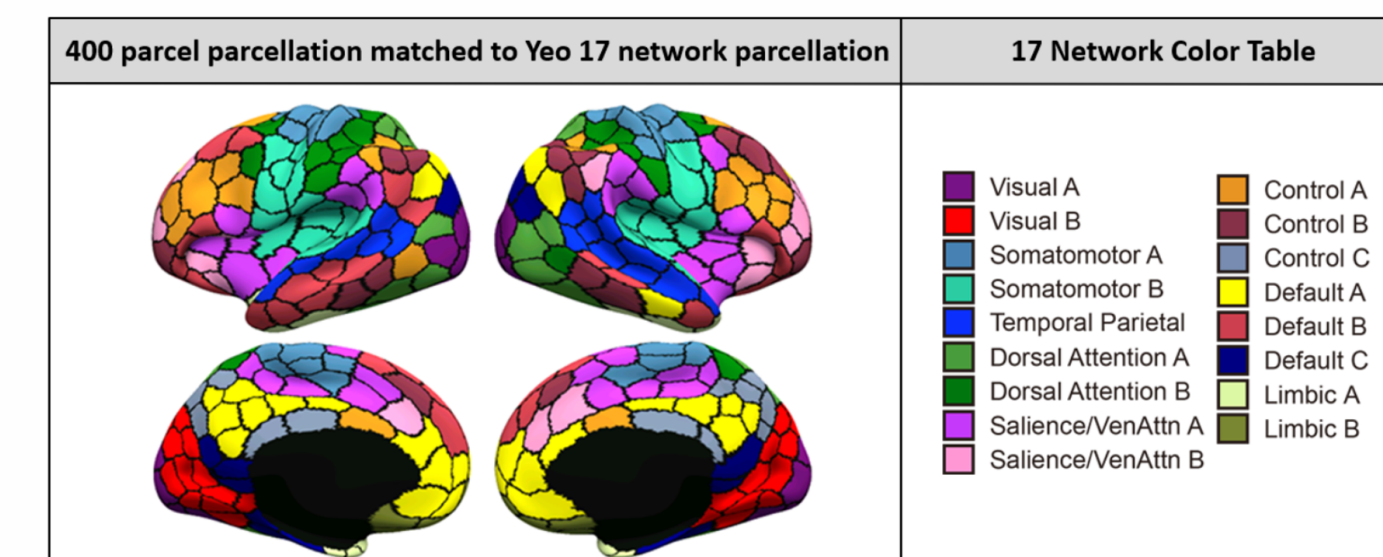 400 parcel parcellation matched to Yeo 17 network parcellation
17 Network Color Table
Visual A
Visual B
Somatomotor A
Somatomotor B
Temporal Parietal
Dorsal Attention A
Dorsal Attention B
Salience/VenAttn A
Salience/VenAttn B
Control A
Control B
Control C
Default A
Default B
Default C
Limbic A
Limbic B